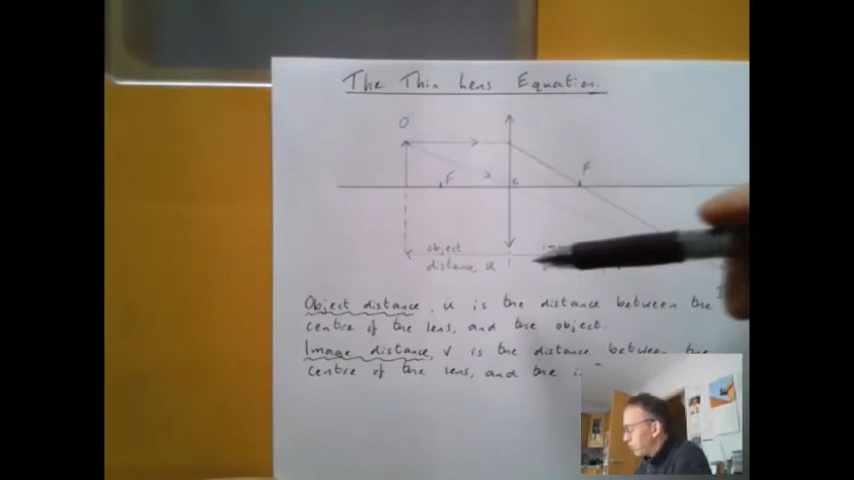 The Thin Lens Equation.
O
F
F
c
object
distance, u
Object distance, u is the distance between the
centre of the lens, and the object.
Image distance, v is the distance between the
centre of the lens, and the